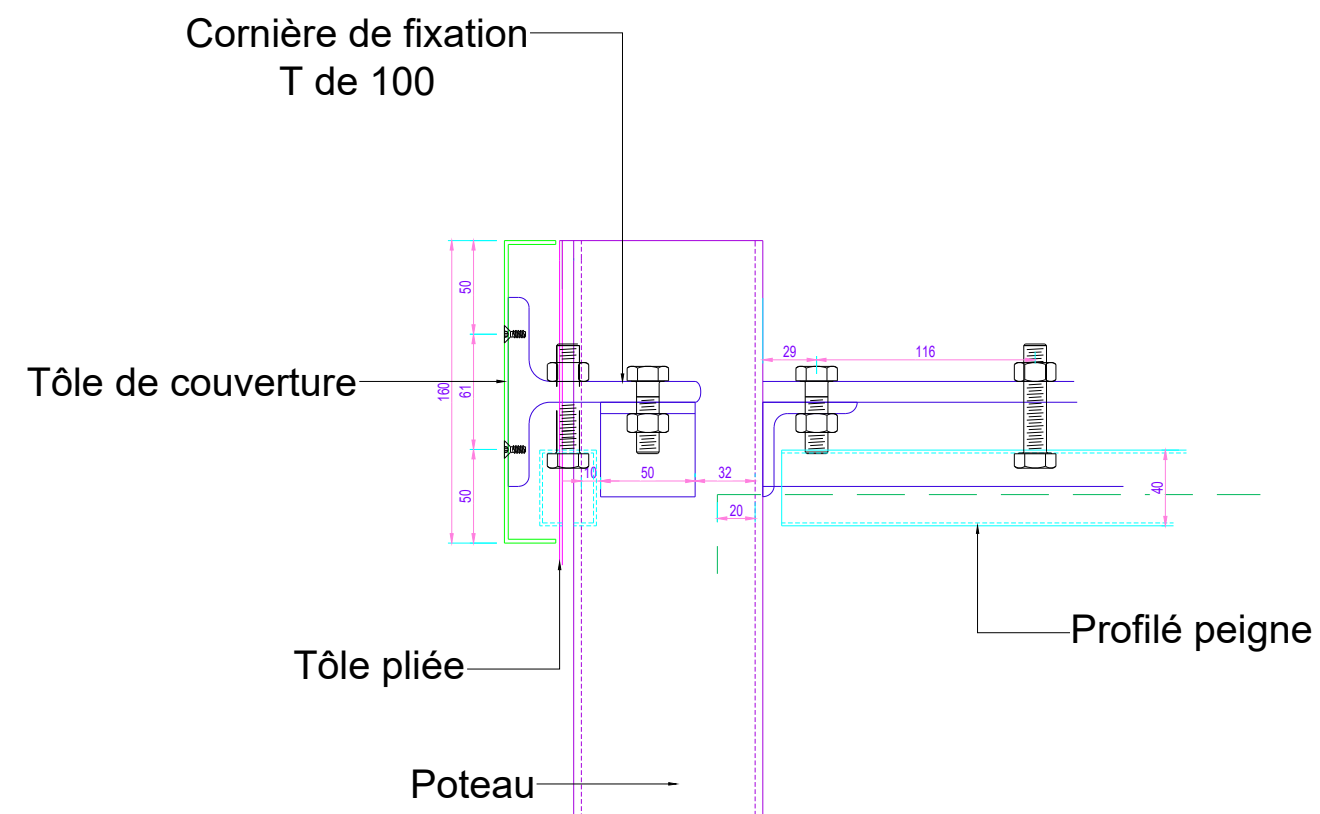 Cornière de fixation
T de 100
50
29
116
Tôle de couverture
160
61
50
10
50
32
40
20
Profilé peigne
Tôle pliée
Poteau